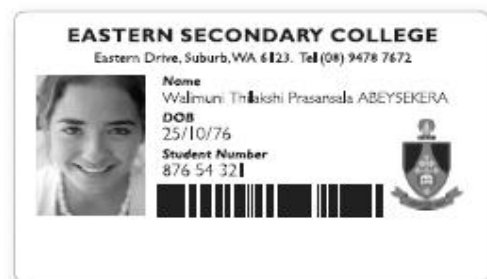 EASTERN SECONDARY COLLEGE
Eastern Drive, Suburb, WA 6123. Tel (08) 9478 7672
Name
Walimuni Thilakshi Prasansala ABEYSEKERA
DOB
25/10/76
Student Number
876 54 321